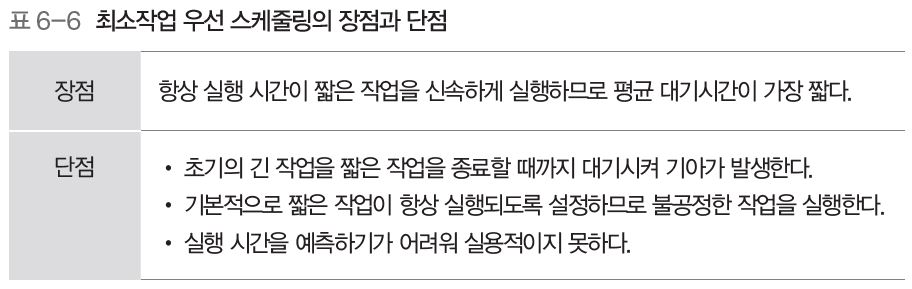 표 6-6 최소작업 우선 스케줄링의 장점과 단점
장점 항상 실행 시간이 짧은 작업을 신속하게 실행하므로 평균 대기시간이 가장 짧다.
단점 • 초기의 긴 작업을 짧은 작업을 종료할 때까지 대기시켜 기아가 발생한다.
• 기본적으로 짧은 작업이 항상 실행되도록 설정하므로 불공정한 작업을 실행한다.
• 실행 시간을 예측하기가 어려워 실용적이지 못하다.